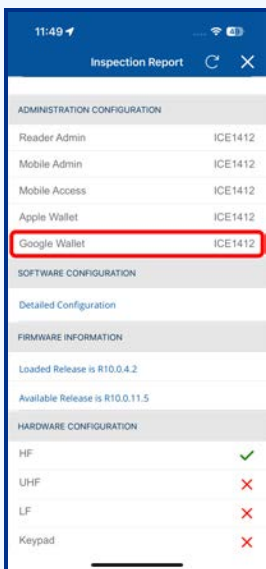 11:49
Inspection Report
ADMINISTRATION CONFIGURATION
Reader Admin ICE1412
Mobile Admin ICE1412
Mobile Access ICE1412
Apple Wallet ICE1412
Google Wallet ICE1412
SOFTWARE CONFIGURATION
Detailed Configuration
FIRMWARE INFORMATION
Loaded Release is R10.0.4.2
Available Release is R10.0.11.5
HARDWARE CONFIGURATION
HF
UHF
LF
Keypad